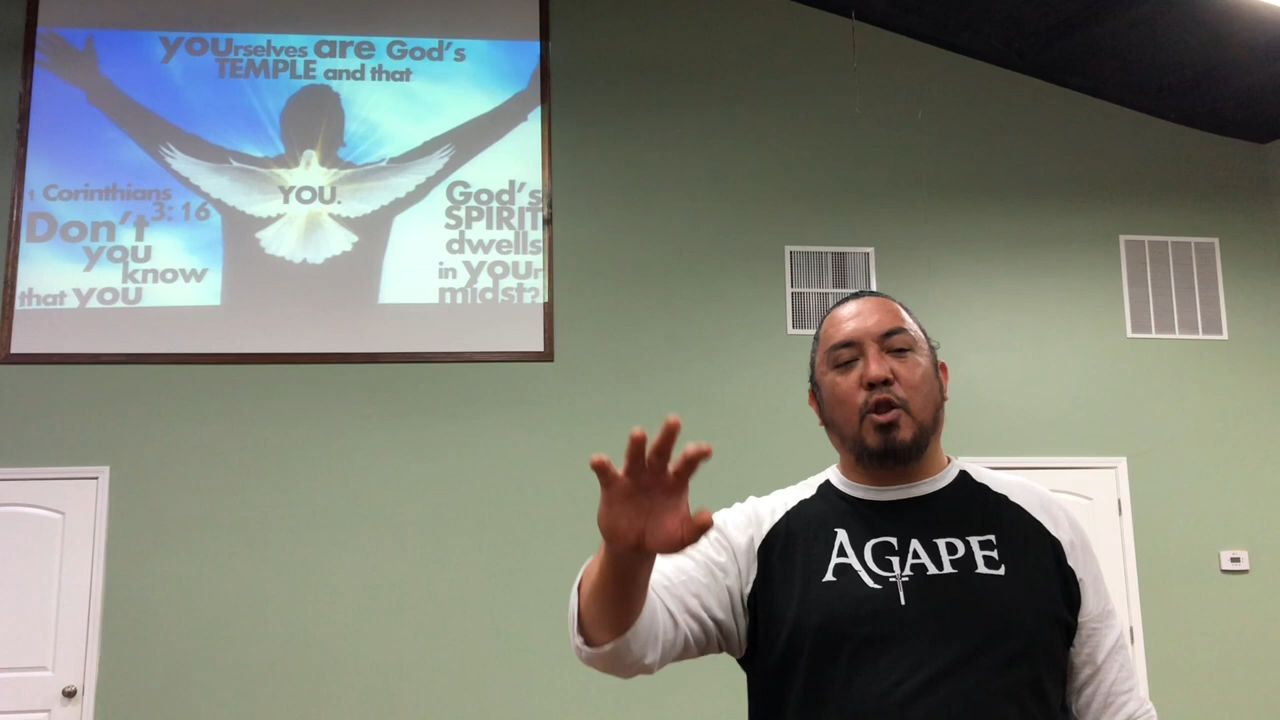 yourselves are God's
TEMPLE and that
YOU.
1 Corinthians
3:16
Don't
you
know
that you
God's
SPIRIT
dwells
in your
midst?
AGAPE